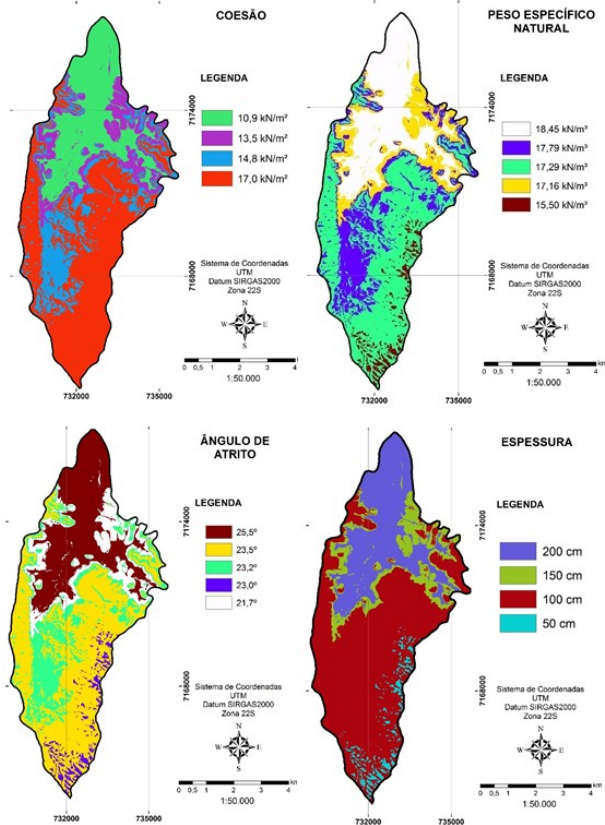 COESÃO
LEGENDA
10,9 kN/m²
13,5 kN/m²
14,8 kN/m²
17,0 kN/m²
7174000
7168000
Sistema de Coordenadas
UTM
Datum SIRGAS2000
Zona 22S
N
W E
S
0 0,5 1 2 3 4
1:50.000
732000 735000
PESO ESPECÍFICO
NATURAL
LEGENDA
18,45 kN/m³
17,79 kN/m³
17,29 kN/m³
17,16 kN/m³
15,50 kN/m³
7174000
7168000
Sistema de Coordenadas
UTM
Datum SIRGAS2000
Zona 22S
N
W E
S
0 0,5 1 2 3 4
km
1:50.000
732000 735000
ÂNGULO DE
ATRITO
LEGENDA
25,5º
23,5º
23,2º
23,0º
21,7º
7174000
7168000
Sistema de Coordenadas
UTM
Datum SIRGAS2000
Zona 22S
N
W E
S
0 0,5 1 2 3 4
km
1:50.000
732000 735000
ESPESSURA
LEGENDA
200 cm
150 cm
100 cm
50 cm
7174000
7168000
Sistema de Coordenadas
UTM
Datum SIRGAS2000
Zona 22S
N
W E
S
0 0,5 1 2 3 4
km
1:50.000
732000 735000